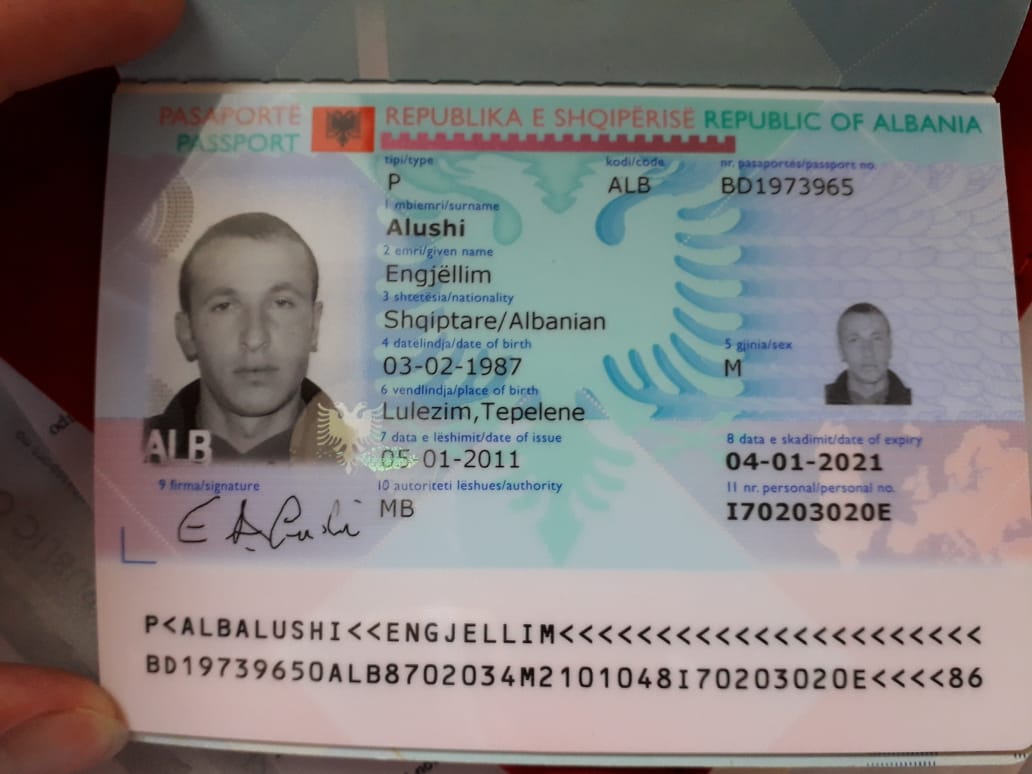 PASAPORTË
PASSPORT
REPUBLIKA E SHQIPËRISË REPUBLIC OF ALBANIA
tipi/type
P
kodi/code
ALB
nr. pasaportës/passport no.
BD1973965
1 mbiemri/surname
Alushi
2 emri/given name
Engjëllim
3 shtetësia/nationality
Shqiptare/Albanian
4 datëlindja/date of birth
03-02-1987
5 gjinia/sex
M
6 vendlindja/place of birth
Lulezim,Tepelene
7 data e lëshimit/date of issue
05-01-2011
8 data e skadimit/date of expiry
04-01-2021
ALB
9 firma/signature
E Alushi
10 autoriteti lëshues/authority
MB
11 nr. personal/personal no.
I70203020E
P<ALBALUSHI<<ENGJELLIM<<<<<<<<<<<<<<<<<<<<<<
BD19739650ALB8702034M2101048I70203020E<<<<86